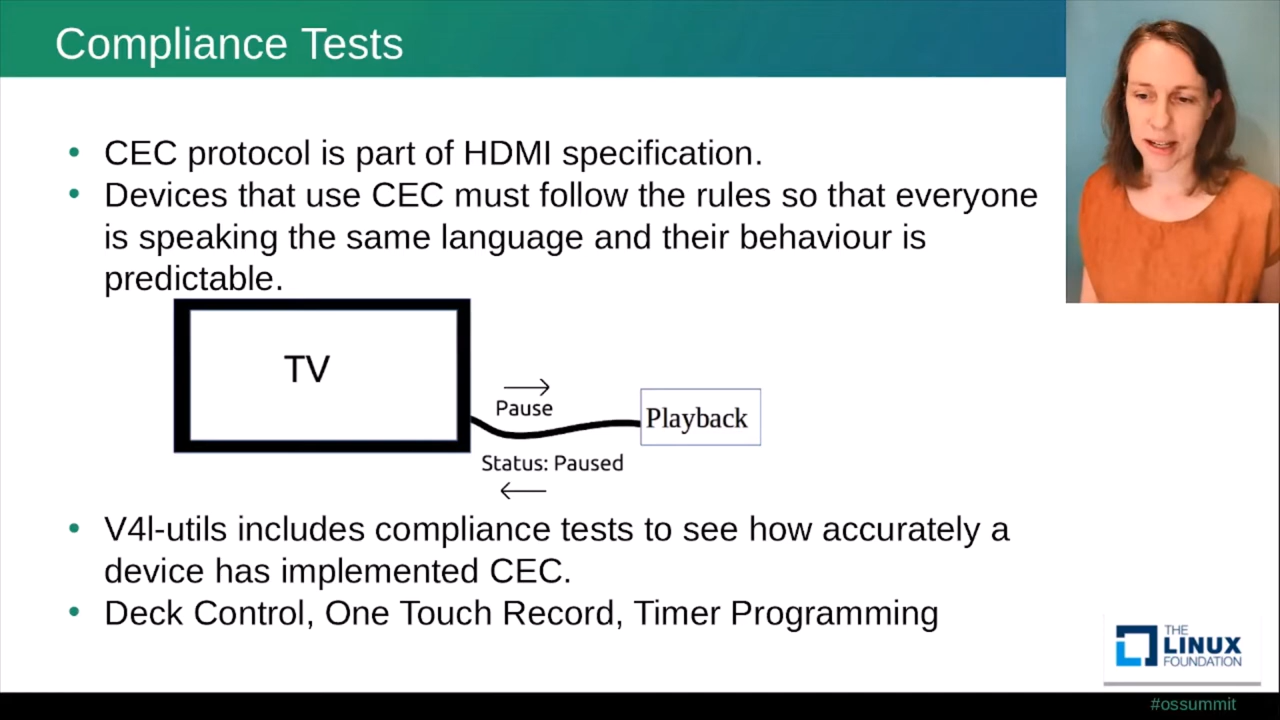 Compliance Tests
CEC protocol is part of HDMI specification.
Devices that use CEC must follow the rules so that everyone
is speaking the same language and their behaviour is
predictable.
TV
Pause
Playback
Status: Paused
V4l-utils includes compliance tests to see how accurately a
device has implemented CEC.
Deck Control, One Touch Record, Timer Programming
THE
LINUX
FOUNDATION
#ossummit